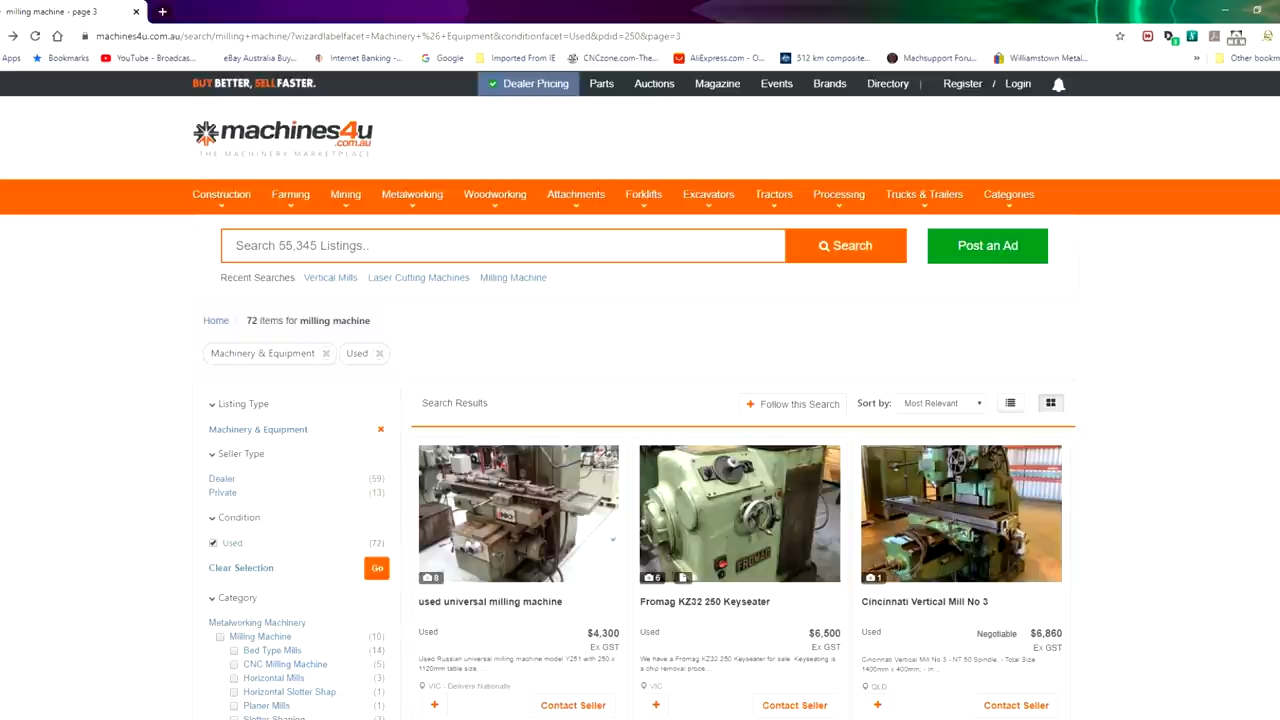 milling machine - page 3
machines4u.com.au/search/milling+machine/?wizardlabelfacet=Machinery+%26+Equipment&conditionfacet=Used&pdid=250&page=3
Apps Bookmarks YouTube - Broadcas... eBay Australia Buy... Internet Banking -... Google Imported From IE CNCzone.com-The... AliExpress.com - O... 512 km composite... Machsupport Foru... Williamstown Metal... » Other bookm
BUY BETTER, SELL FASTER. Dealer Pricing Parts Auctions Magazine Events Brands Directory | Register / Login
machines4u
.com.au
THE MACHINERY MARKETPLACE
Construction Farming Mining Metalworking Woodworking Attachments Forklifts Excavators Tractors Processing Trucks & Trailers Categories
Search 55,345 Listings.. Search Post an Ad
Recent Searches Vertical Mills Laser Cutting Machines Milling Machine
Home 72 items for milling machine
Machinery & Equipment Used
Listing Type Search Results Follow this Search Sort by: Most Relevant
Machinery & Equipment
Seller Type
Dealer (59)
Private (13)
Condition
Used (72)
Clear Selection Go
Category
Metalworking Machinery
Milling Machine (10)
Bed Type Mills (14)
CNC Milling Machine (5)
Horizontal Mills (3)
Horizontal Slotter Shap... (1)
Planer Mills (1)
Slotter Shaping
8
used universal milling machine
Used $4,300
Ex GST
Used Russian universal milling machine model Y251 with 250 x
1120mm table size. ...
VIC - Delivers Nationally
Contact Seller
FROMAG
6
Fromag KZ32 250 Keyseater
Used $6,500
Ex GST
We have a Fromag KZ32 250 Keyseater for sale. Keyseating is
a chip removal proce...
VIC
Contact Seller
1
Cincinnati Vertical Mill No 3
Used Negotiable $6,860
Ex GST
Cincinnati Vertical Mill No 3 - NT 50 Spindle, - Total Size
1400mm x 400mm, - in ...
QLD
Contact Seller